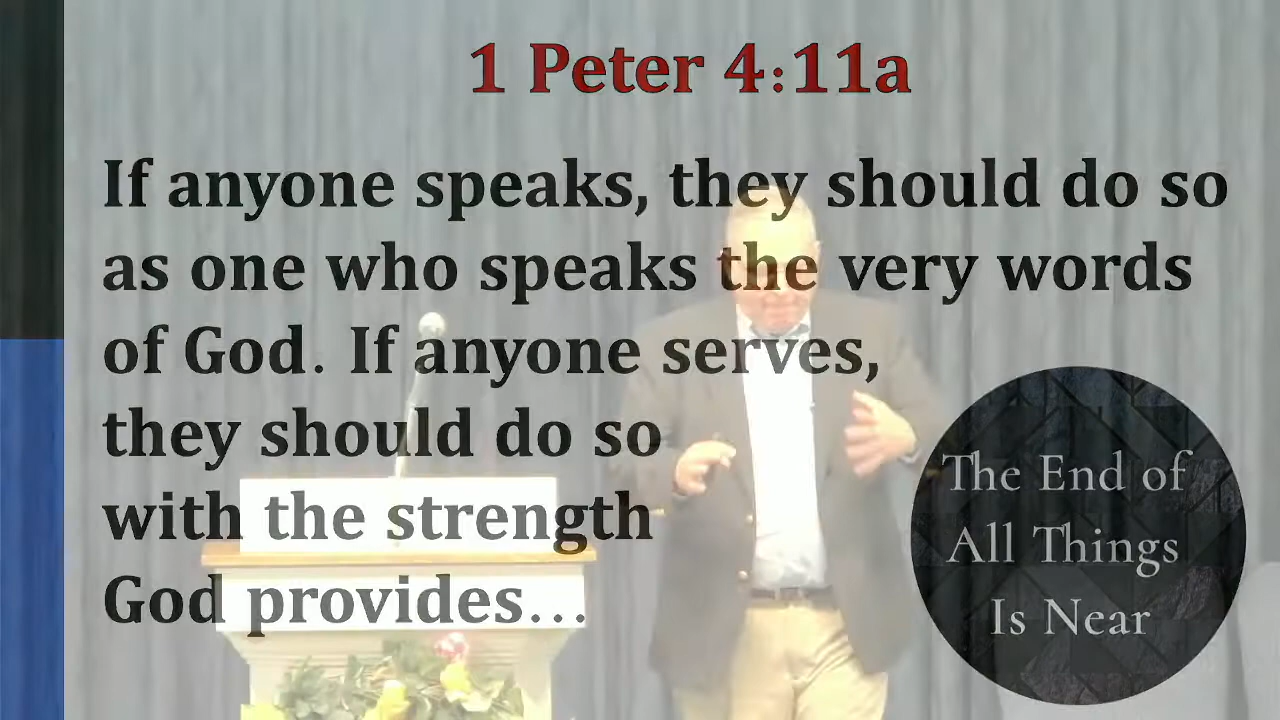 1 Peter 4:11a
If anyone speaks, they should do so
as one who speaks the very words
of God. If anyone serves,
they should do so
with the strength
God provides...
The End of
All Things
Is Near